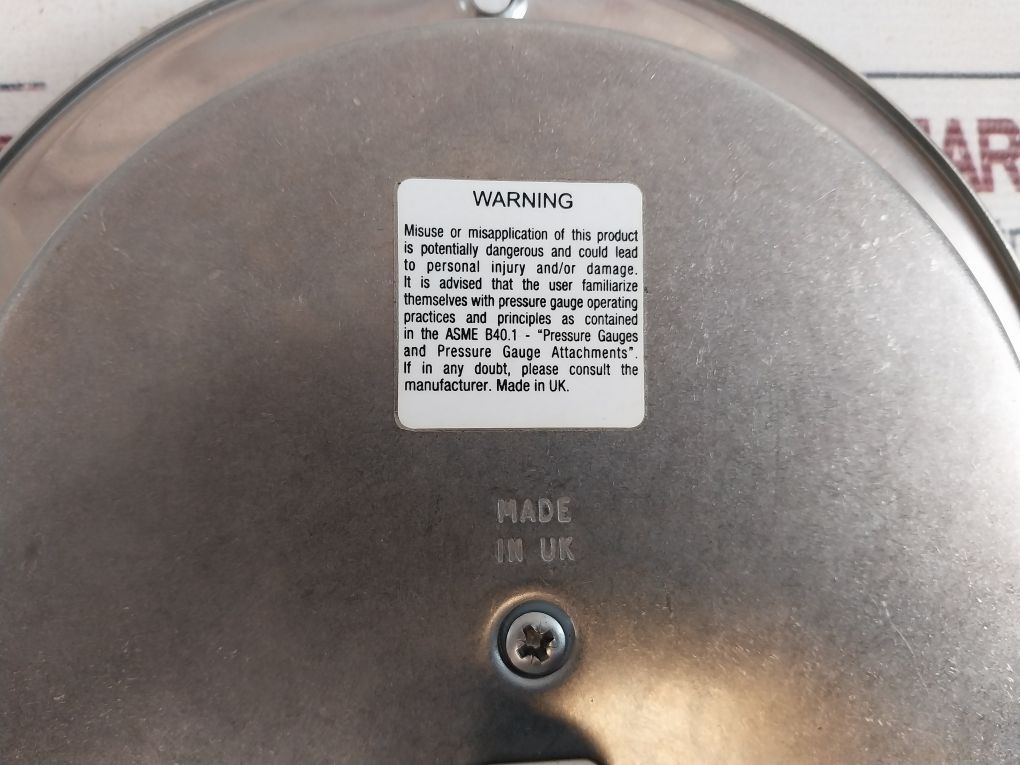 WARNING
Misuse or misapplication of this product
is potentially dangerous and could lead
to personal injury and/or damage.
It is advised that the user familiarize
themselves with pressure gauge operating
practices and principles as contained
in the ASME B40.1 - "Pressure Gauges
and Pressure Gauge Attachments".
If in any doubt, please consult the
manufacturer. Made in UK.
MADE
IN UK